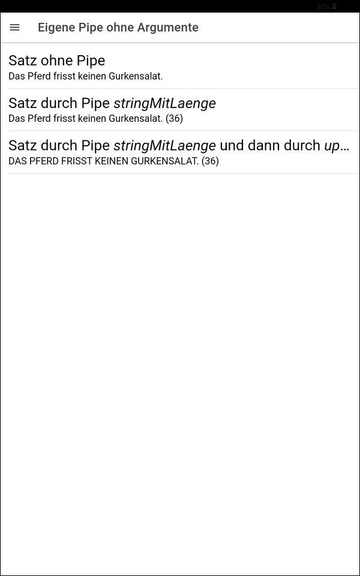 Eigene Pipe ohne Argumente
Satz ohne Pipe
Das Pferd frisst keinen Gurkensalat.
Satz durch Pipe stringMitLaenge
Das Pferd frisst keinen Gurkensalat. (36)
Satz durch Pipe stringMitLaenge und dann durch up...
DAS PFERD FRISST KEINEN GURKENSALAT. (36)